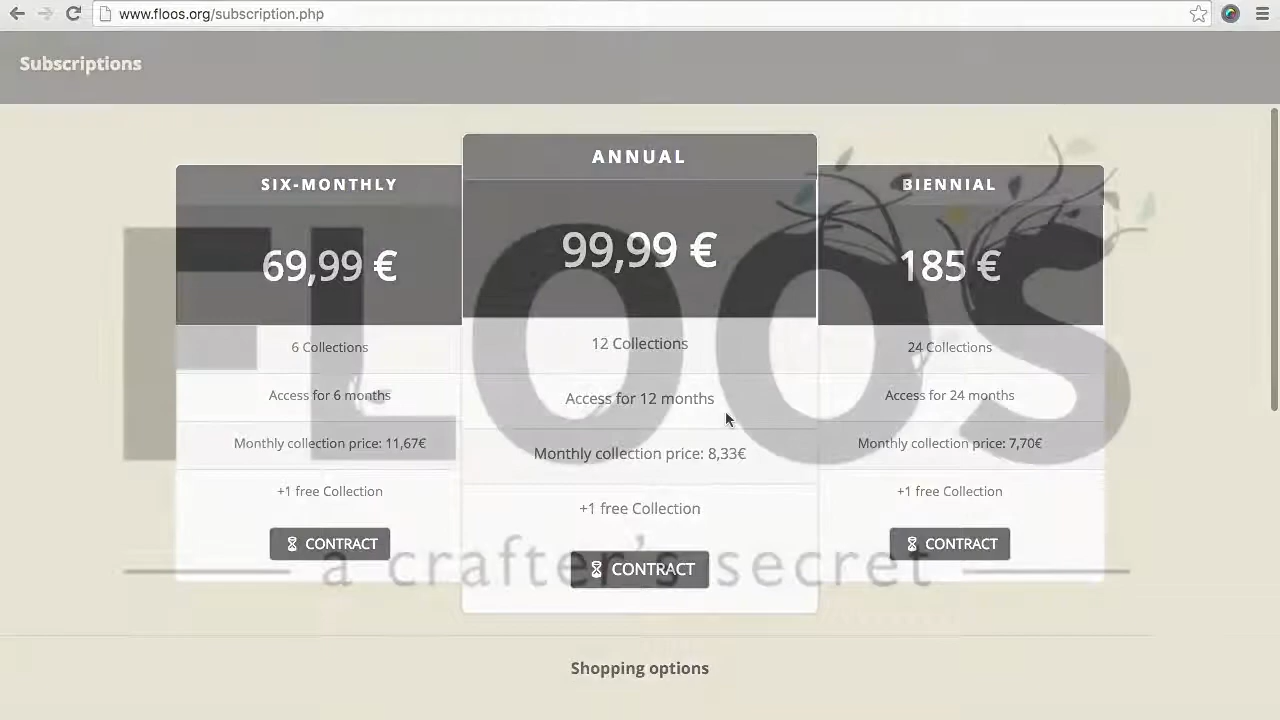 www.floos.org/subscription.php
Subscriptions
SIX-MONTHLY
69,99 €
6 Collections
Access for 6 months
Monthly collection price: 11,67€
+1 free Collection
CONTRACT
ANNUAL
99,99 €
12 Collections
Access for 12 months
Monthly collection price: 8,33€
+1 free Collection
CONTRACT
BIENNIAL
185 €
24 Collections
Access for 24 months
Monthly collection price: 7,70€
+1 free Collection
CONTRACT
FLOOS
a crafter's secret
Shopping options